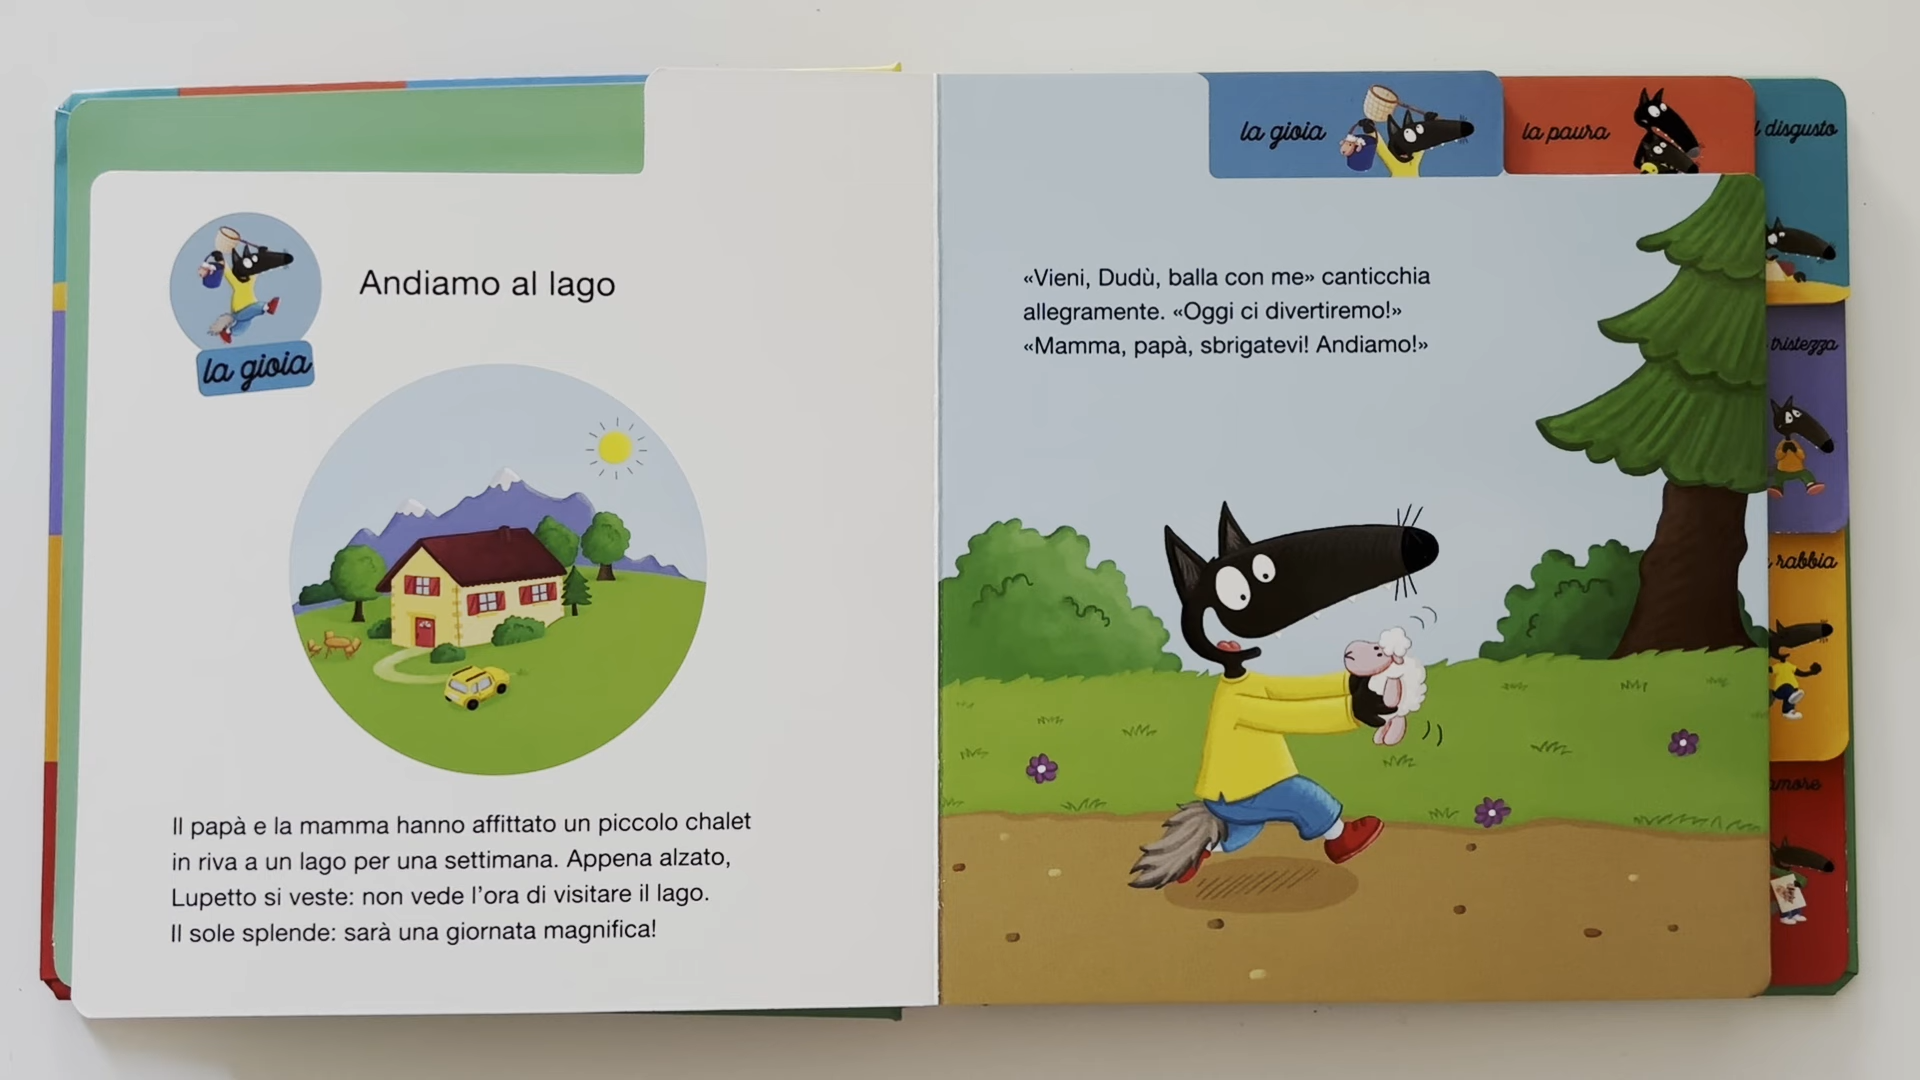 la gioia
la paura
disgusto
tristezza
rabbia
Andiamo al lago
la gioia
Il papà e la mamma hanno affittato un piccolo chalet
in riva a un lago per una settimana. Appena alzato,
Lupetto si veste: non vede l'ora di visitare il lago.
Il sole splende: sarà una giornata magnifica!
«Vieni, Dudù, balla con me» canticchia
allegramente. «Oggi ci divertiremo!»
«Mamma, papà, sbrigatevi! Andiamo!»